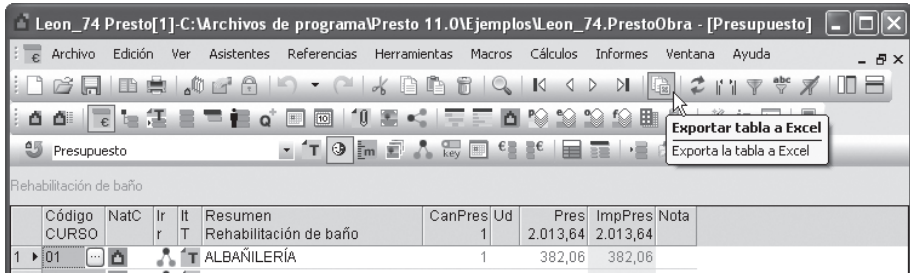 Leon_74 Presto[1]-C:\Archivos de programa\Presto 11.0\Ejemplos\Leon_74.PrestoObra - [Presupuesto]
Archivo Edición Ver Asistentes Referencias Herramientas Macros Cálculos Informes Ventana Ayuda
abc
10
Exportar tabla a Excel
Exporta la tabla a Excel
Presupuesto
key
Rehabilitación de baño
Código NatC Ir It Resumen CanPres Ud Pres ImpPres Nota
CURSO r T Rehabilitación de baño 1 2.013,64 2.013,64
1 01 ... T ALBAÑILERÍA 1 382,06 382,06